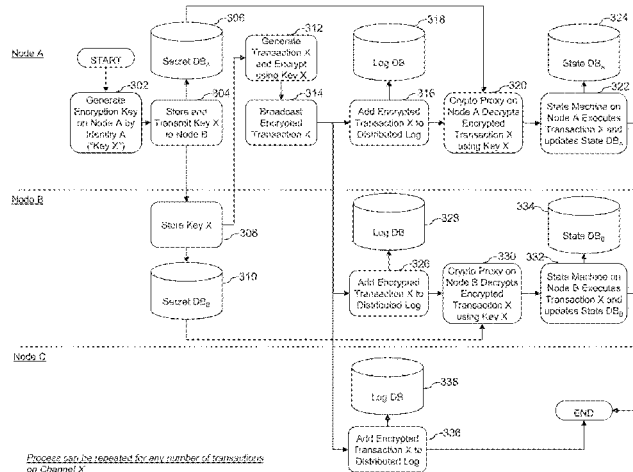 Node A
START
302
Generate
Encryption Key
on Node A by
Identity A
("Key X")
306
Secret DBA
304
Store and
Transmit Key X
to Node B
312
Generate
Transaction X
and Encrypt
using Key X
314
Broadcast
Encrypted
Transaction X
318
Log DB
316
Add Encrypted
Transaction X to
Distributed Log
320
Crypto Proxy on
Node A Decrypts
Encrypted
Transaction X
using Key X
324
State DBA
322
State Machine on
Node A Executes
Transaction X and
updates State DBA
Node B
Store Key X
308
310
Secret DBB
328
Log DB
326
Add Encrypted
Transaction X to
Distributed Log
330
Crypto Proxy on
Node B Decrypts
Encrypted
Transaction X
using Key X
334
State DBB
332
State Machine on
Node B Executes
Transaction X and
updates State DBB
Node C
338
Log DB
336
Add Encrypted
Transaction X to
Distributed Log
END
Process can be repeated for any number of transactions
on Channel X